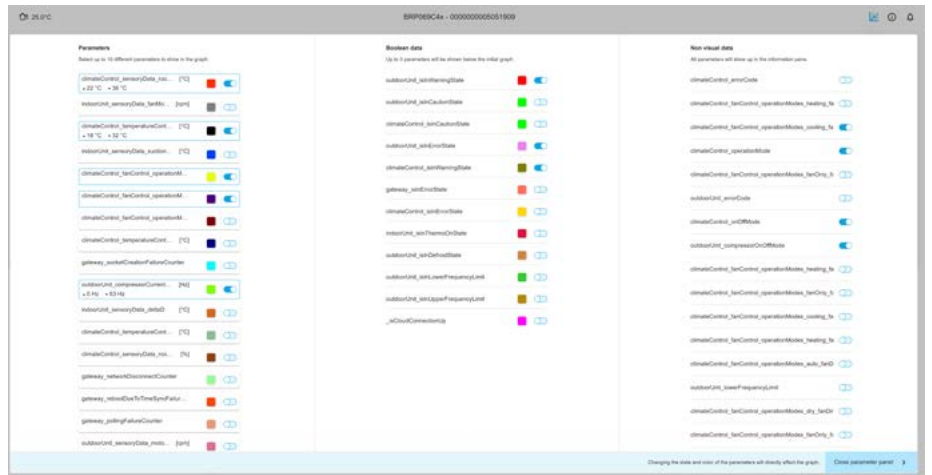 25.0°C
BRP069C4x - 0000000005051909
Parameters
Select up to 10 different parameters to show in the graph.
climateControl_sensoryData_roo... [°C]
22 °C 36 °C
indoorUnit_sensoryData_fanMo... [rpm]
climateControl_temperatureCont... [°C]
18 °C 32 °C
indoorUnit_sensoryData_suction... [°C]
climateControl_fanControl_operationM...
climateControl_fanControl_operationM...
climateControl_fanControl_operationM...
climateControl_temperatureCont... [°C]
gateway_socketCreationFailureCounter
outdoorUnit_compressorCurrent... [Hz]
0 Hz 63 Hz
indoorUnit_sensoryData_deltaD [°C]
climateControl_temperatureCont... [°C]
climateControl_sensoryData_roo... [%]
gateway_networkDisconnectCounter
gateway_rebootDueToTimeSyncFailur...
gateway_pollingFailureCounter
outdoorUnit_sensoryData_moto... [rpm]
Boolean data
Up to 5 parameters will be shown below the initial graph.
outdoorUnit_isInWarningState
outdoorUnit_isInCautionState
climateControl_isInCautionState
outdoorUnit_isInErrorState
climateControl_isInWarningState
gateway_isInErrorState
climateControl_isInErrorState
indoorUnit_isInThermoOnState
outdoorUnit_isInDefrostState
outdoorUnit_isInLowerFrequencyLimit
outdoorUnit_isInUpperFrequencyLimit
_isCloudConnectionUp
Non visual data
All parameters will show up in the information pane.
climateControl_errorCode
climateControl_fanControl_operationModes_heating_fa
climateControl_fanControl_operationModes_cooling_fa
climateControl_operationMode
climateControl_fanControl_operationModes_fanOnly_f
outdoorUnit_errorCode
climateControl_onOffMode
outdoorUnit_compressorOnOffMode
climateControl_fanControl_operationModes_heating_fa
climateControl_fanControl_operationModes_fanOnly_f
climateControl_fanControl_operationModes_cooling_fa
climateControl_fanControl_operationModes_heating_fa
climateControl_fanControl_operationModes_auto_fanD
outdoorUnit_lowerFrequencyLimit
climateControl_fanControl_operationModes_dry_fanDir
climateControl_fanControl_operationModes_fanOnly_f
Changing the state and color of the parameters will directly affect the graph.
Close parameter panel